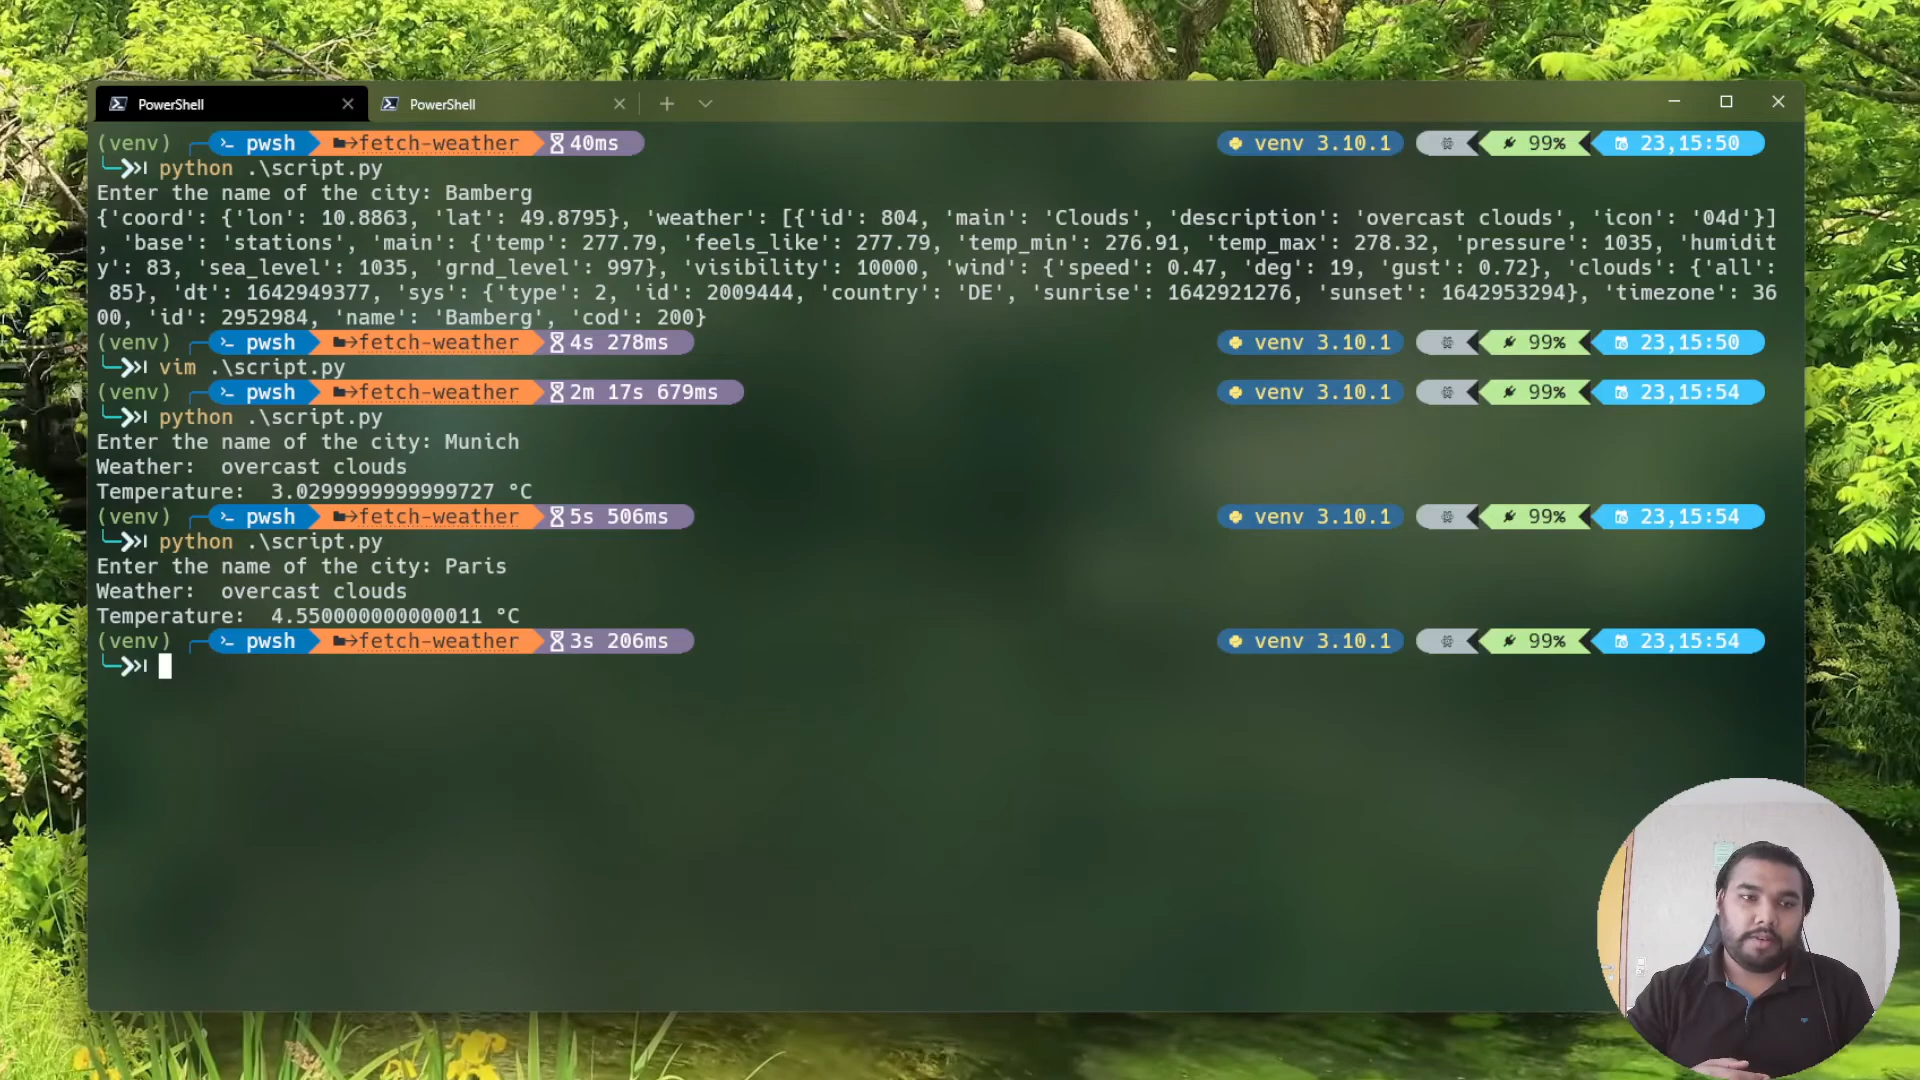 PowerShell PowerShell
(venv) pwsh fetch-weather 40ms venv 3.10.1 99% 23,15:50
python .\script.py
Enter the name of the city: Bamberg
{'coord': {'lon': 10.8863, 'lat': 49.8795}, 'weather': [{'id': 804, 'main': 'Clouds', 'description': 'overcast clouds', 'icon': '04d'}]
, 'base': 'stations', 'main': {'temp': 277.79, 'feels_like': 277.79, 'temp_min': 276.91, 'temp_max': 278.32, 'pressure': 1035, 'humidit
y': 83, 'sea_level': 1035, 'grnd_level': 997}, 'visibility': 10000, 'wind': {'speed': 0.47, 'deg': 19, 'gust': 0.72}, 'clouds': {'all':
85}, 'dt': 1642949377, 'sys': {'type': 2, 'id': 2009444, 'country': 'DE', 'sunrise': 1642921276, 'sunset': 1642953294}, 'timezone': 36
00, 'id': 2952984, 'name': 'Bamberg', 'cod': 200}
(venv) pwsh fetch-weather 4s 278ms venv 3.10.1 99% 23,15:50
vim .\script.py
(venv) pwsh fetch-weather 2m 17s 679ms venv 3.10.1 99% 23,15:54
python .\script.py
Enter the name of the city: Munich
Weather:  overcast clouds
Temperature:  3.0299999999999727 °C
(venv) pwsh fetch-weather 5s 506ms venv 3.10.1 99% 23,15:54
python .\script.py
Enter the name of the city: Paris
Weather:  overcast clouds
Temperature:  4.550000000000011 °C
(venv) pwsh fetch-weather 3s 206ms venv 3.10.1 99% 23,15:54